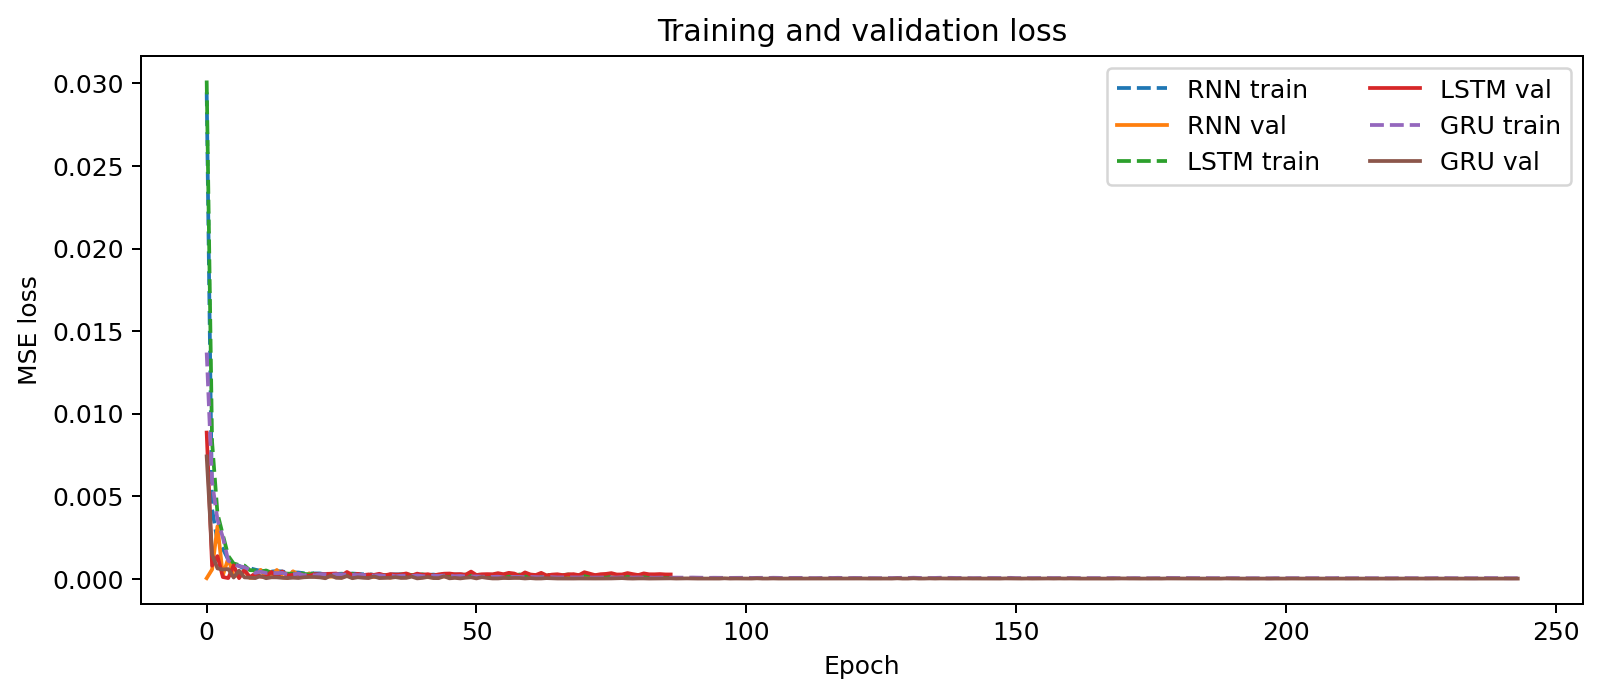 Training and validation loss
MSE loss
0.030
0.025
0.020
0.015
0.010
0.005
0.000
RNN train
RNN val
LSTM train
LSTM val
GRU train
GRU val
0 50 100 150 200 250
Epoch